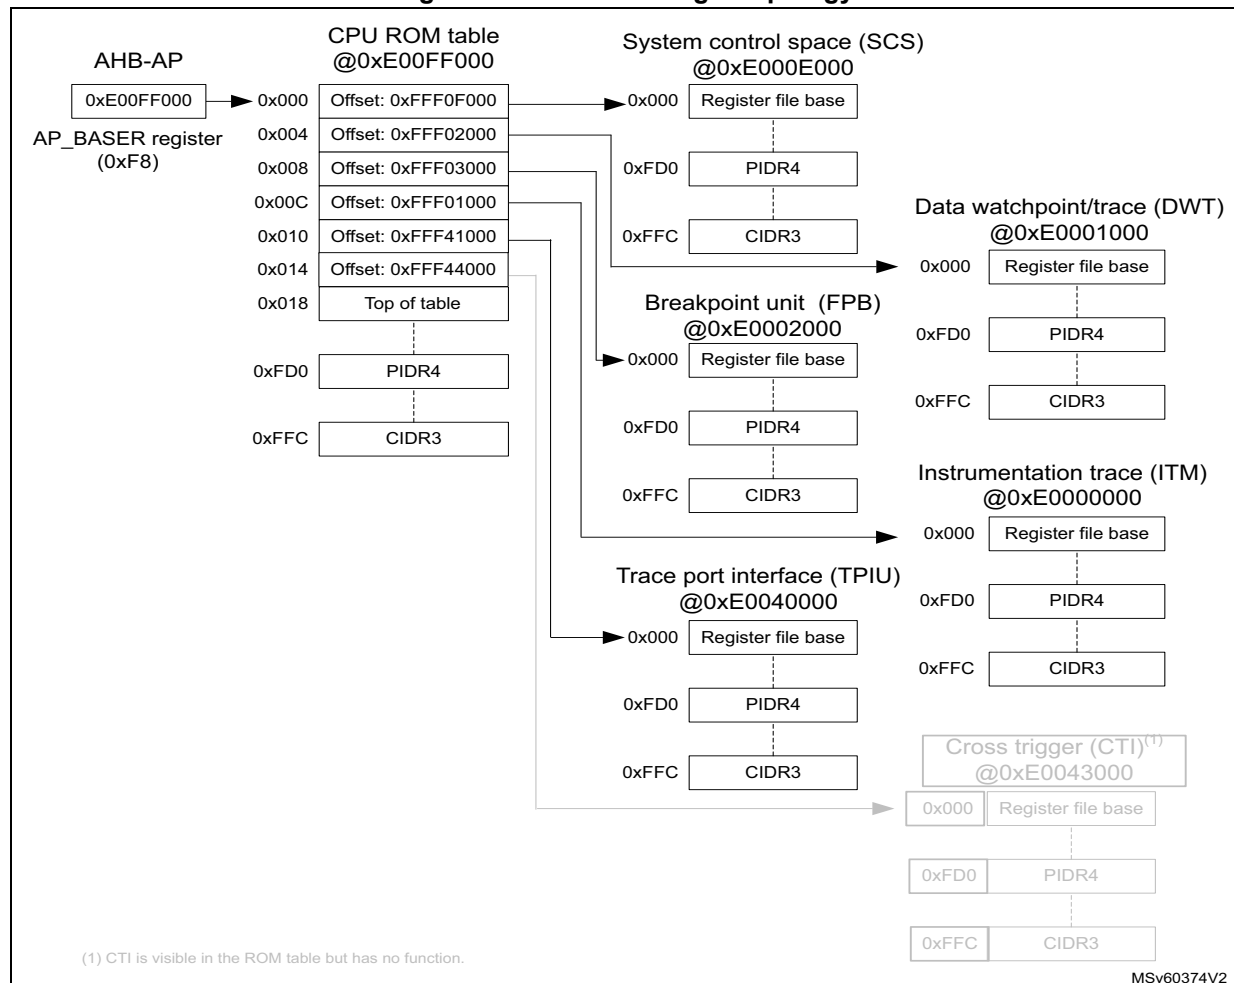 AHB-AP
0xE00FF000
AP_BASER register
(0xF8)
CPU ROM table
@0xE00FF000
0x000 Offset: 0xFFF0F000
0x004 Offset: 0xFFF02000
0x008 Offset: 0xFFF03000
0x00C Offset: 0xFFF01000
0x010 Offset: 0xFFF41000
0x014 Offset: 0xFFF44000
0x018 Top of table
0xFD0 PIDR4
0xFFC CIDR3
System control space (SCS)
@0xE000E000
0x000 Register file base
0xFD0 PIDR4
0xFFC CIDR3
Data watchpoint/trace (DWT)
@0xE0001000
0x000 Register file base
0xFD0 PIDR4
0xFFC CIDR3
Breakpoint unit (FPB)
@0xE0002000
0x000 Register file base
0xFD0 PIDR4
0xFFC CIDR3
Instrumentation trace (ITM)
@0xE0000000
0x000 Register file base
0xFD0 PIDR4
0xFFC CIDR3
Trace port interface (TPIU)
@0xE0040000
0x000 Register file base
0xFD0 PIDR4
0xFFC CIDR3
Cross trigger (CTI)(1)
@0xE0043000
0x000 Register file base
0xFD0 PIDR4
0xFFC CIDR3
(1) CTI is visible in the ROM table but has no function.
MSv60374V2